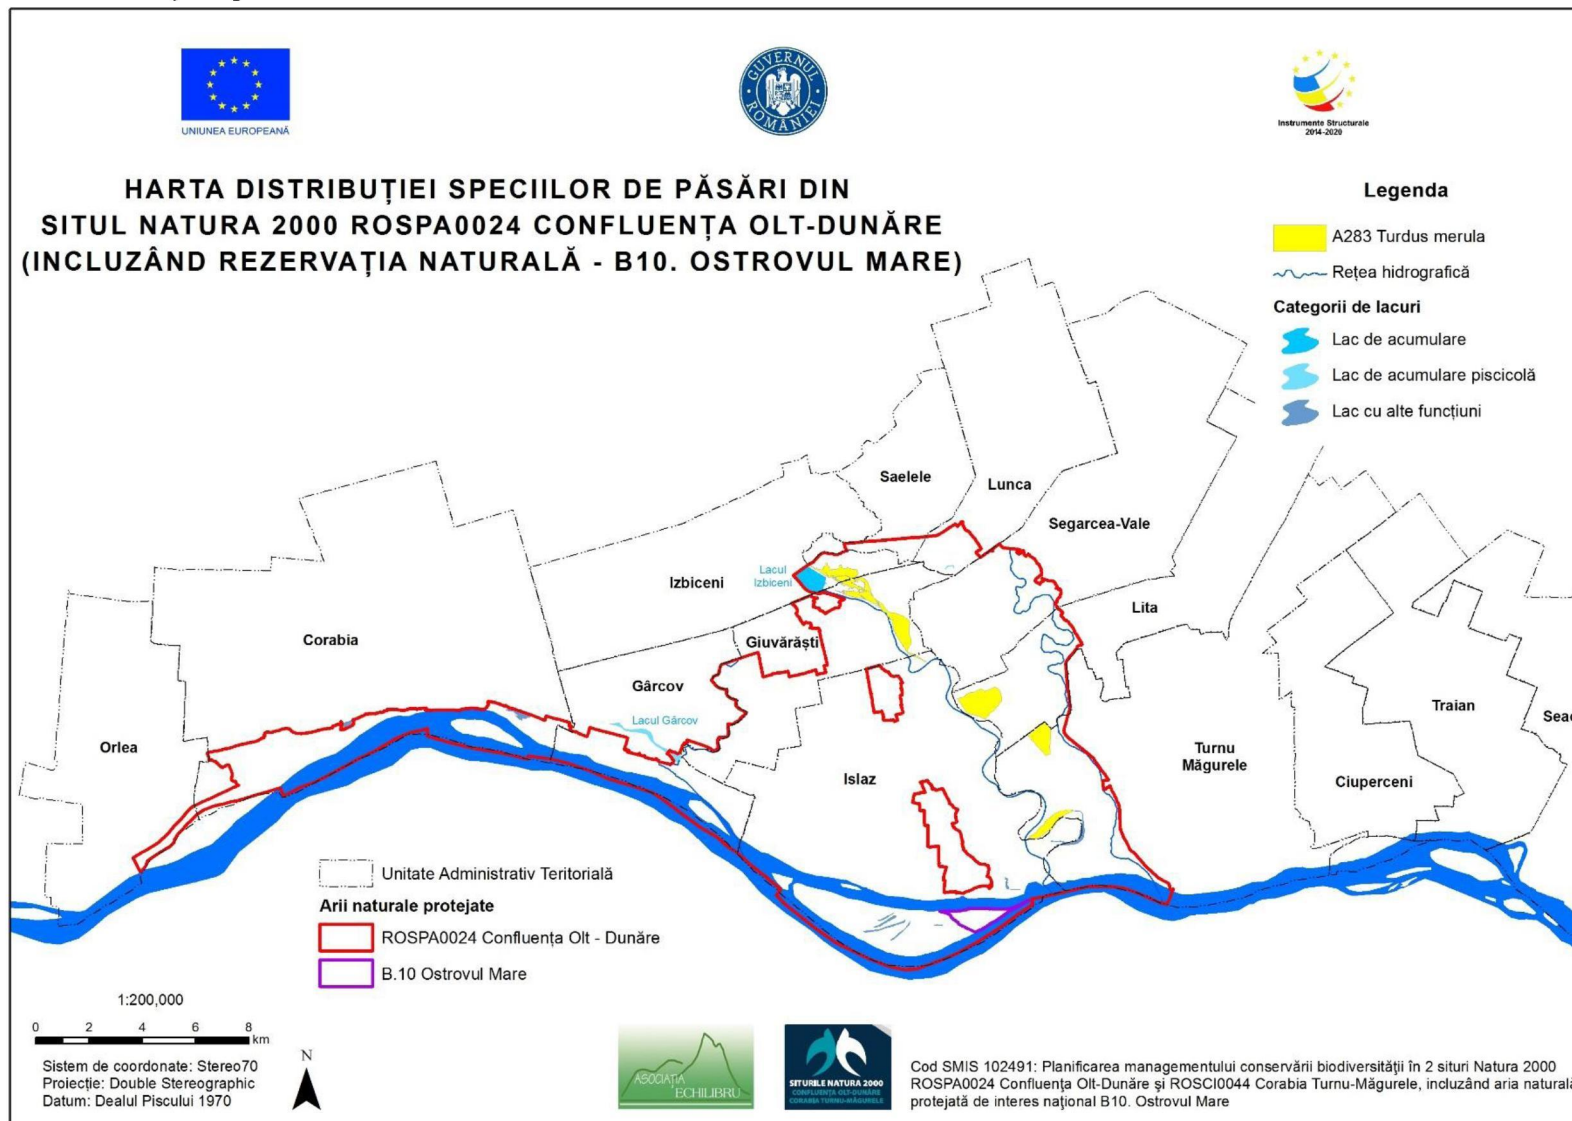 UNIUNEA EUROPEANĂ
GUVERNUL ROMÂNIEI
Instrumente Structurale
2014-2020
HARTA DISTRIBUȚIEI SPECIILOR DE PĂSĂRI DIN
SITUL NATURA 2000 ROSPA0024 CONFLUENȚA OLT-DUNĂRE
(INCLUZÂND REZERVAȚIA NATURALĂ - B10. OSTROVUL MARE)
Legenda
A283 Turdus merula
Rețea hidrografică
Categorii de lacuri
Lac de acumulare
Lac de acumulare piscicolă
Lac cu alte funcțiuni
Saelele
Lunca
Segarcea-Vale
Izbiceni
Lacul
Izbiceni
Lita
Corabia
Giuvărăști
Gârcov
Lacul Gârcov
Orlea
Islaz
Turnu
Măgurele
Traian
Seac
Ciuperceni
Unitate Administrativ Teritorială
Arii naturale protejate
ROSPA0024 Confluența Olt - Dunăre
B.10 Ostrovul Mare
1:200,000
0 2 4 6 8
km
N
Sistem de coordonate: Stereo70
Proiecție: Double Stereographic
Datum: Dealul Piscului 1970
ASOCIAȚIA
ECHILIBRU
SITURILE NATURA 2000
CONFLUENȚA OLT-DUNĂRE
CORABIA TURNU-MĂGURELE
Cod SMIS 102491: Planificarea managementului conservării biodiversităţii în 2 situri Natura 2000
ROSPA0024 Confluenţa Olt-Dunăre şi ROSCI0044 Corabia Turnu-Măgurele, incluzând aria naturală
protejată de interes naţional B10. Ostrovul Mare